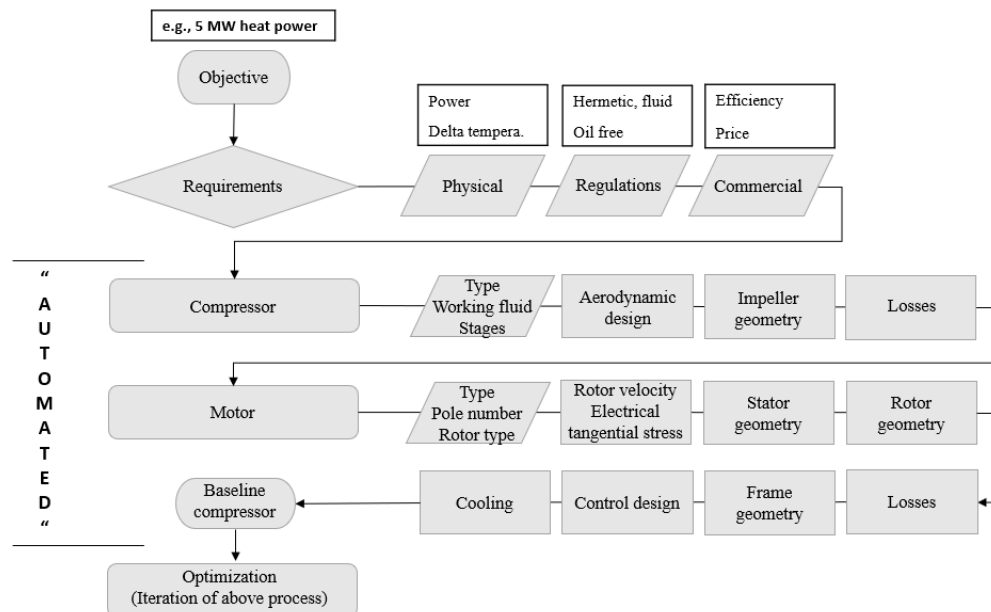 e.g., 5 MW heat power
Objective
Power
Delta tempera.
Hermetic, fluid
Oil free
Efficiency
Price
Requirements
Physical
Regulations
Commercial
“AUTOMATED“
Compressor
Type
Working fluid
Stages
Aerodynamic
design
Impeller
geometry
Losses
Motor
Type
Pole number
Rotor type
Rotor velocity
Electrical
tangential stress
Stator
geometry
Rotor
geometry
Baseline
compressor
Cooling
Control design
Frame
geometry
Losses
Optimization
(Iteration of above process)